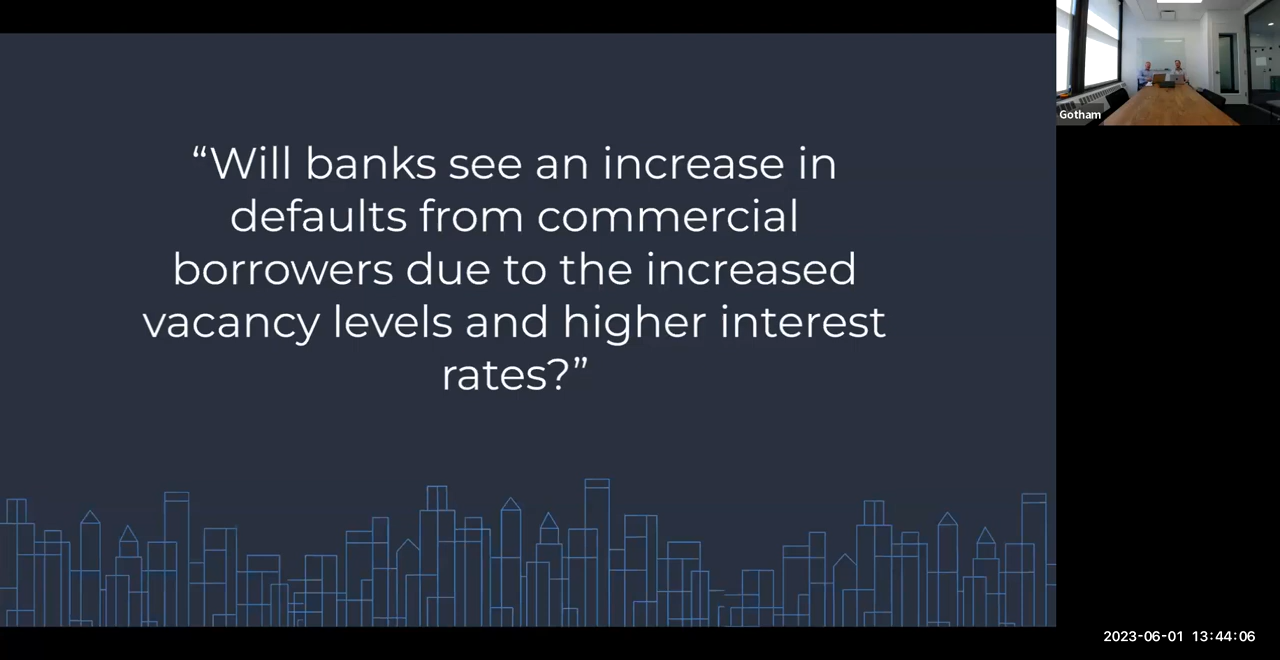 “Will banks see an increase in
defaults from commercial
borrowers due to the increased
vacancy levels and higher interest
rates?”
Gotham
2023-06-01 13:44:06